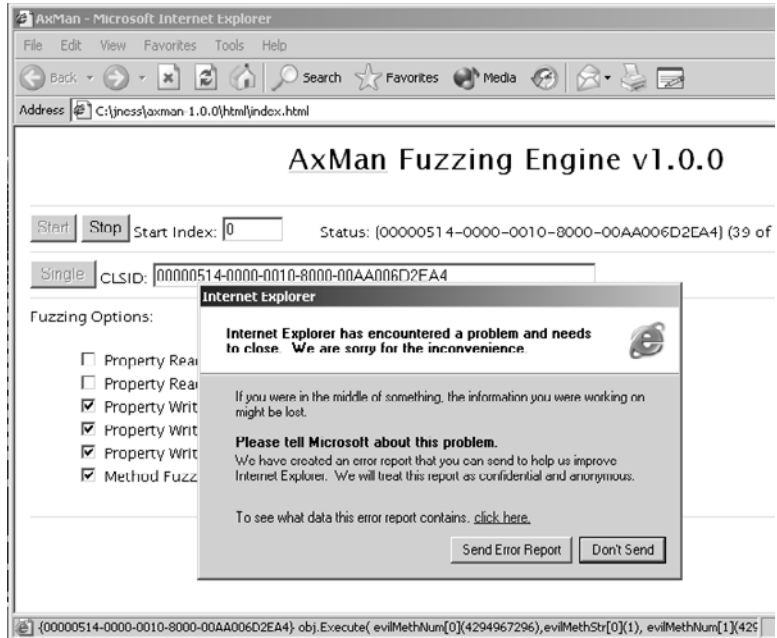 AxMan - Microsoft Internet Explorer
File Edit View Favorites Tools Help
Back Search Favorites Media
Address C:\jness\axman-1.0.0\html\index.html
AxMan Fuzzing Engine v1.0.0
Start Stop Start Index: 0 Status: {00000514-0000-0010-8000-00AA006D2EA4} (39 of
Single CLSID: 00000514-0000-0010-8000-00AA006D2EA4
Internet Explorer
Fuzzing Options:
Internet Explorer has encountered a problem and needs
to close. We are sorry for the inconvenience.
Property Rea
Property Rea
Property Writ
Property Writ
Property Writ
Method Fuzz
If you were in the middle of something, the information you were working on
might be lost.
Please tell Microsoft about this problem.
We have created an error report that you can send to help us improve
Internet Explorer. We will treat this report as confidential and anonymous.
To see what data this error report contains, click here.
Send Error Report Don't Send
{00000514-0000-0010-8000-00AA006D2EA4} obj.Execute( evilMethNum[0](4294967296),evilMethStr[0](1), evilMethNum[1](429